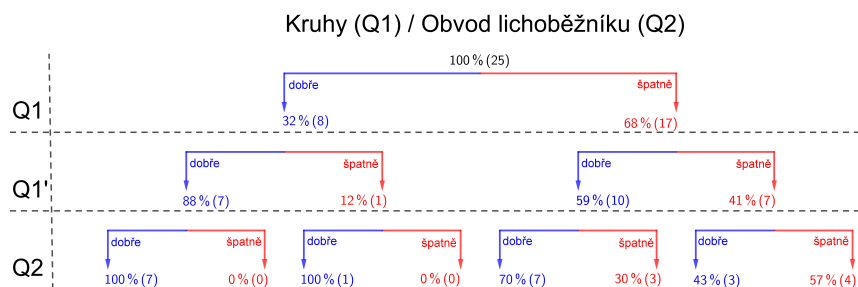 Kruhy (Q1) / Obvod lichoběžníku (Q2)
100 % (25)
dobře špatně
Q1
32 % (8) 68 % (17)
dobře špatně dobře špatně
Q1'
88 % (7) 12 % (1) 59 % (10) 41 % (7)
dobře špatně dobře špatně dobře špatně dobře špatně
Q2
100 % (7) 0 % (0) 100 % (1) 0 % (0) 70 % (7) 30 % (3) 43 % (3) 57 % (4)